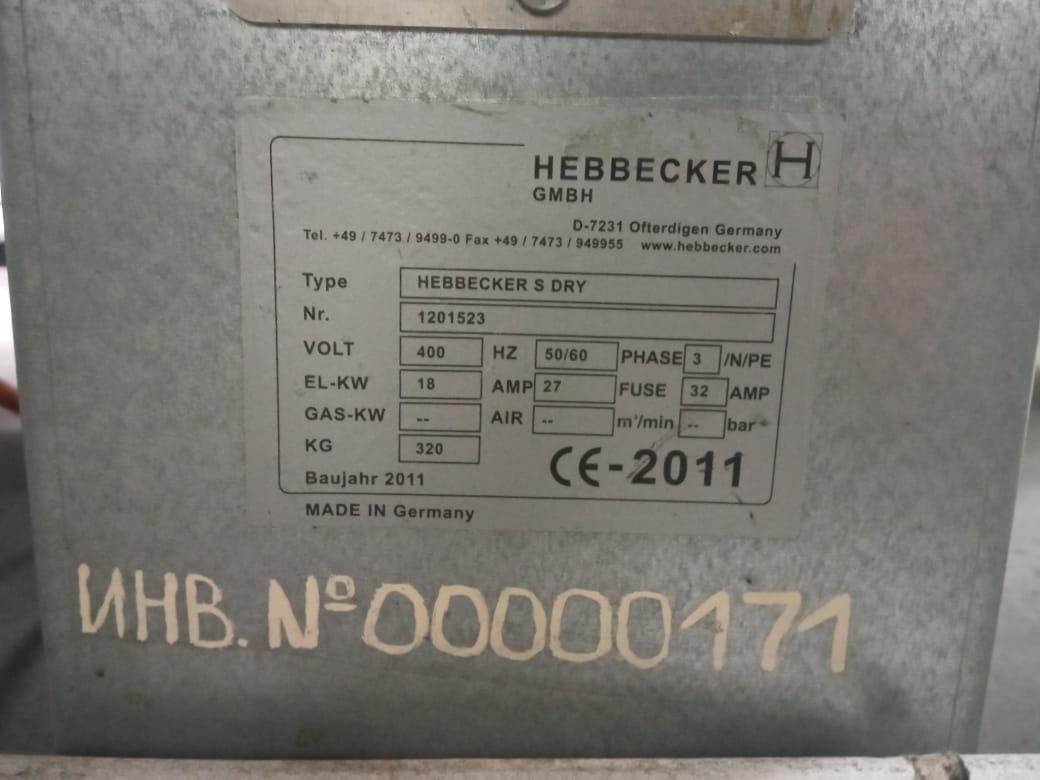 HEBBECKER H
GMBH
D-7231 Ofterdigen Germany
Tel. +49 / 7473 / 9499-0 Fax +49 / 7473 / 949955 www.hebbecker.com
Type HEBBECKER S DRY
Nr. 1201523
VOLT 400 HZ 50/60 PHASE 3 /N/PE
EL-KW 18 AMP 27 FUSE 32 AMP
GAS-KW -- AIR -- m³/min -- bar
KG 320
CE-2011
Baujahr 2011
MADE IN Germany
ИНВ. Nº00000171